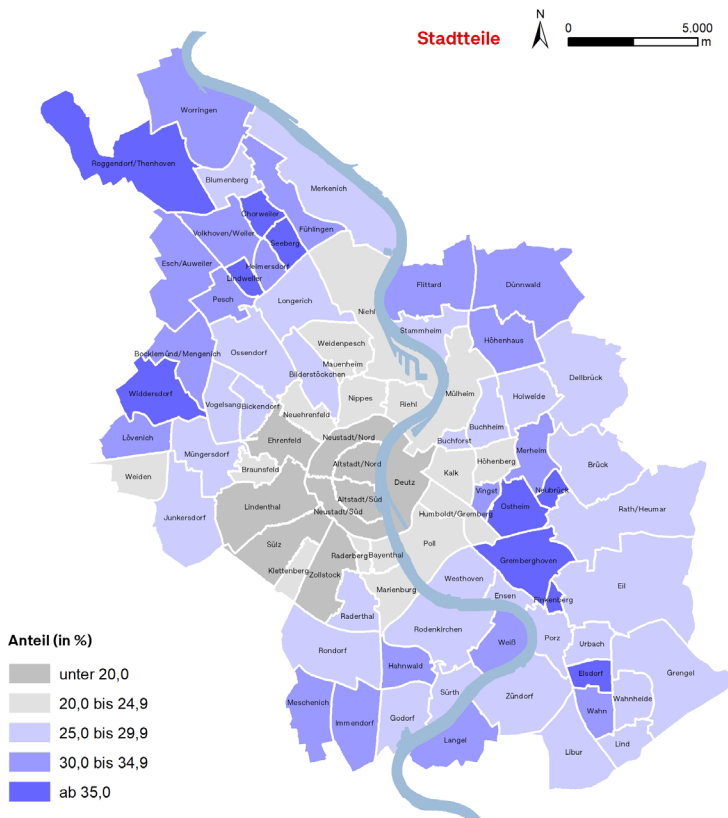 Stadtteile
N
0 5.000
m
Worringen
Roggendorf/Thenhoven
Blumenberg
Merkenich
Chorweiler
Fühlingen
Volkhoven/Weiler
Seeberg
Heimersdorf
Esch/Auweiler
Lindweiler
Pesch
Longerich
Niehl
Flittard
Dünnwald
Stammheim
Höhenhaus
Weidenpesch
Bocklemünd/Mengenich
Ossendorf
Mauenheim
Bilderstöckchen
Dellbrück
Widdersdorf
Nippes
Mülheim
Holweide
Riehl
Vogelsang
Bickendorf
Neuehrenfeld
Buchheim
Lövenich
Ehrenfeld
Neustadt/Nord
Buchforst
Merheim
Müngersdorf
Altstadt/Nord
Höhenberg
Brück
Braunsfeld
Kalk
Weiden
Deutz
Vingst
Neubrück
Altstadt/Süd
Lindenthal
Ostheim
Rath/Heumar
Neustadt/Süd
Humboldt/Gremberg
Junkersdorf
Sülz
Poll
Raderberg
Bayenthal
Gremberghoven
Klettenberg
Zollstock
Westhoven
Marienburg
Eil
Ensen
Finkenberg
Raderthal
Rodenkirchen
Porz
Weiß
Urbach
Rondorf
Hahnwald
Elsdorf
Grengel
Sürth
Zündorf
Wahnheide
Meschenich
Immendorf
Godorf
Wahn
Langel
Lind
Libur
Anteil (in %)
unter 20,0
20,0 bis 24,9
25,0 bis 29,9
30,0 bis 34,9
ab 35,0